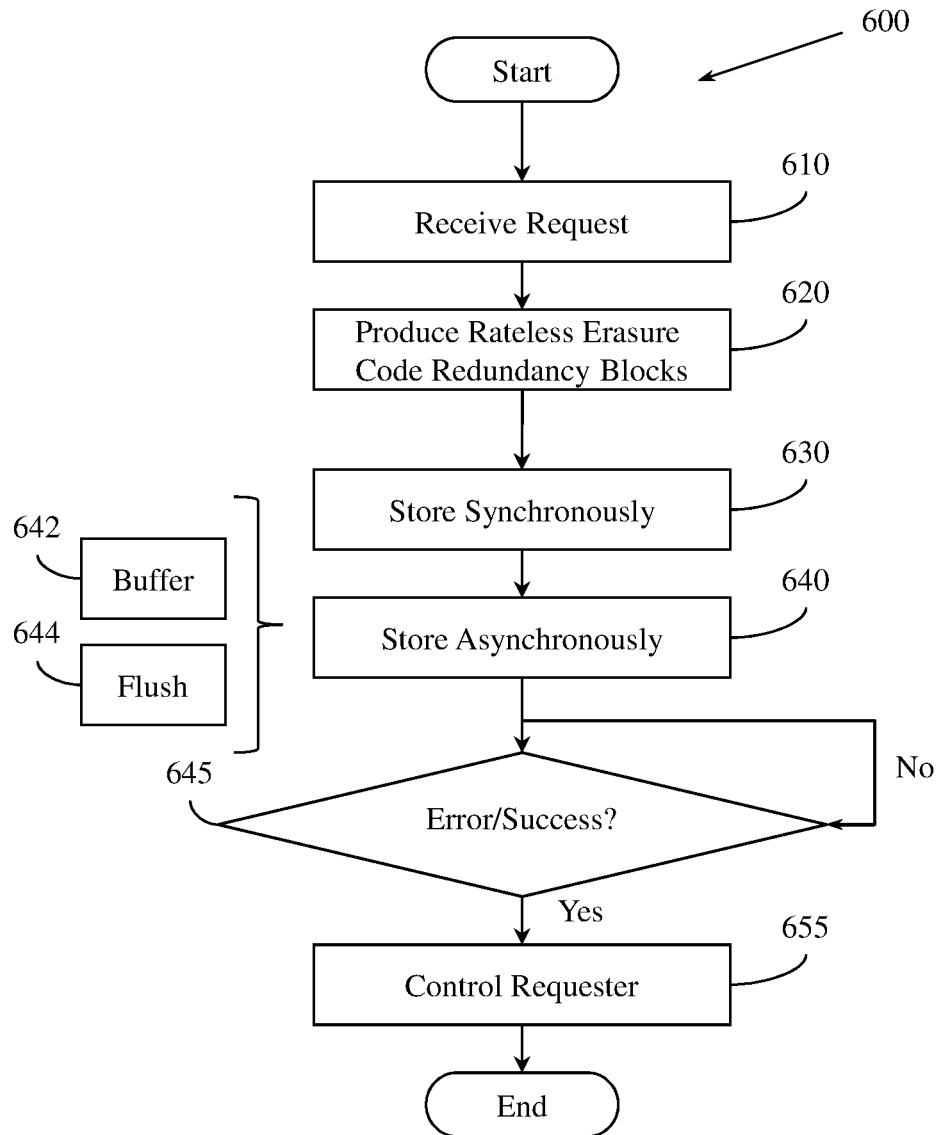 600
Start
610
Receive Request
620
Produce Rateless Erasure
Code Redundancy Blocks
630
Store Synchronously
642
Buffer
640
644
Store Asynchronously
Flush
645
No
Error/Success?
Yes
655
Control Requester
End